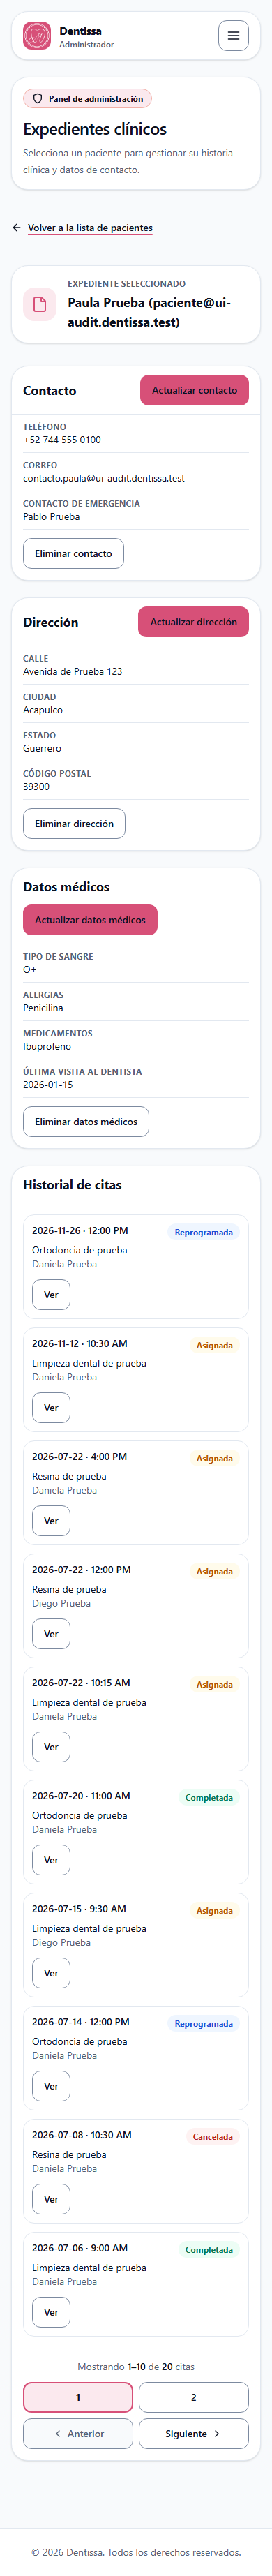 Dentissa
Administrador
Panel de administración
Expedientes clínicos
Selecciona un paciente para gestionar su historia
clínica y datos de contacto.
Volver a la lista de pacientes
EXPEDIENTE SELECCIONADO
Paula Prueba (paciente@ui-
audit.dentissa.test)
Contacto
Actualizar contacto
TELÉFONO
+52 744 555 0100
CORREO
contacto.paula@ui-audit.dentissa.test
CONTACTO DE EMERGENCIA
Pablo Prueba
Eliminar contacto
Dirección
Actualizar dirección
CALLE
Avenida de Prueba 123
CIUDAD
Acapulco
ESTADO
Guerrero
CÓDIGO POSTAL
39300
Eliminar dirección
Datos médicos
Actualizar datos médicos
TIPO DE SANGRE
O+
ALERGIAS
Penicilina
MEDICAMENTOS
Ibuprofeno
ÚLTIMA VISITA AL DENTISTA
2026-01-15
Eliminar datos médicos
Historial de citas
2026-11-26 · 12:00 PM
Reprogramada
Ortodoncia de prueba
Daniela Prueba
Ver
2026-11-12 · 10:30 AM
Asignada
Limpieza dental de prueba
Daniela Prueba
Ver
2026-07-22 · 4:00 PM
Asignada
Resina de prueba
Daniela Prueba
Ver
2026-07-22 · 12:00 PM
Asignada
Resina de prueba
Diego Prueba
Ver
2026-07-22 · 10:15 AM
Asignada
Limpieza dental de prueba
Daniela Prueba
Ver
2026-07-20 · 11:00 AM
Completada
Ortodoncia de prueba
Daniela Prueba
Ver
2026-07-15 · 9:30 AM
Asignada
Limpieza dental de prueba
Diego Prueba
Ver
2026-07-14 · 12:00 PM
Reprogramada
Ortodoncia de prueba
Daniela Prueba
Ver
2026-07-08 · 10:30 AM
Cancelada
Resina de prueba
Daniela Prueba
Ver
2026-07-06 · 9:00 AM
Completada
Limpieza dental de prueba
Daniela Prueba
Ver
Mostrando 1–10 de 20 citas
1
2
Anterior
Siguiente
© 2026 Dentissa. Todos los derechos reservados.